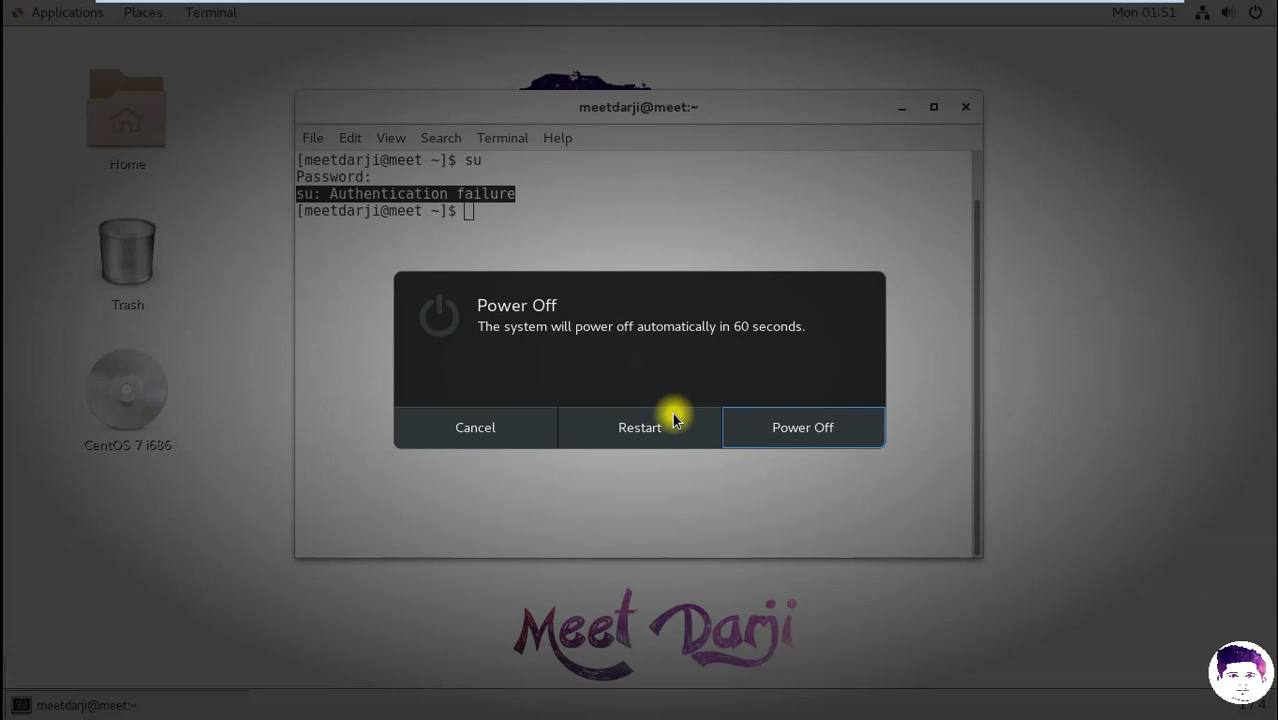 Applications Places Terminal Mon 01:51
meetdarji@meet:~
File Edit View Search Terminal Help
[meetdarji@meet ~]$ su
Password:
su: Authentication failure
[meetdarji@meet ~]$
Home
Trash
CentOS 7 i686
Power Off
The system will power off automatically in 60 seconds.
Cancel Restart Power Off
Meet Darji
meetdarji@meet:~